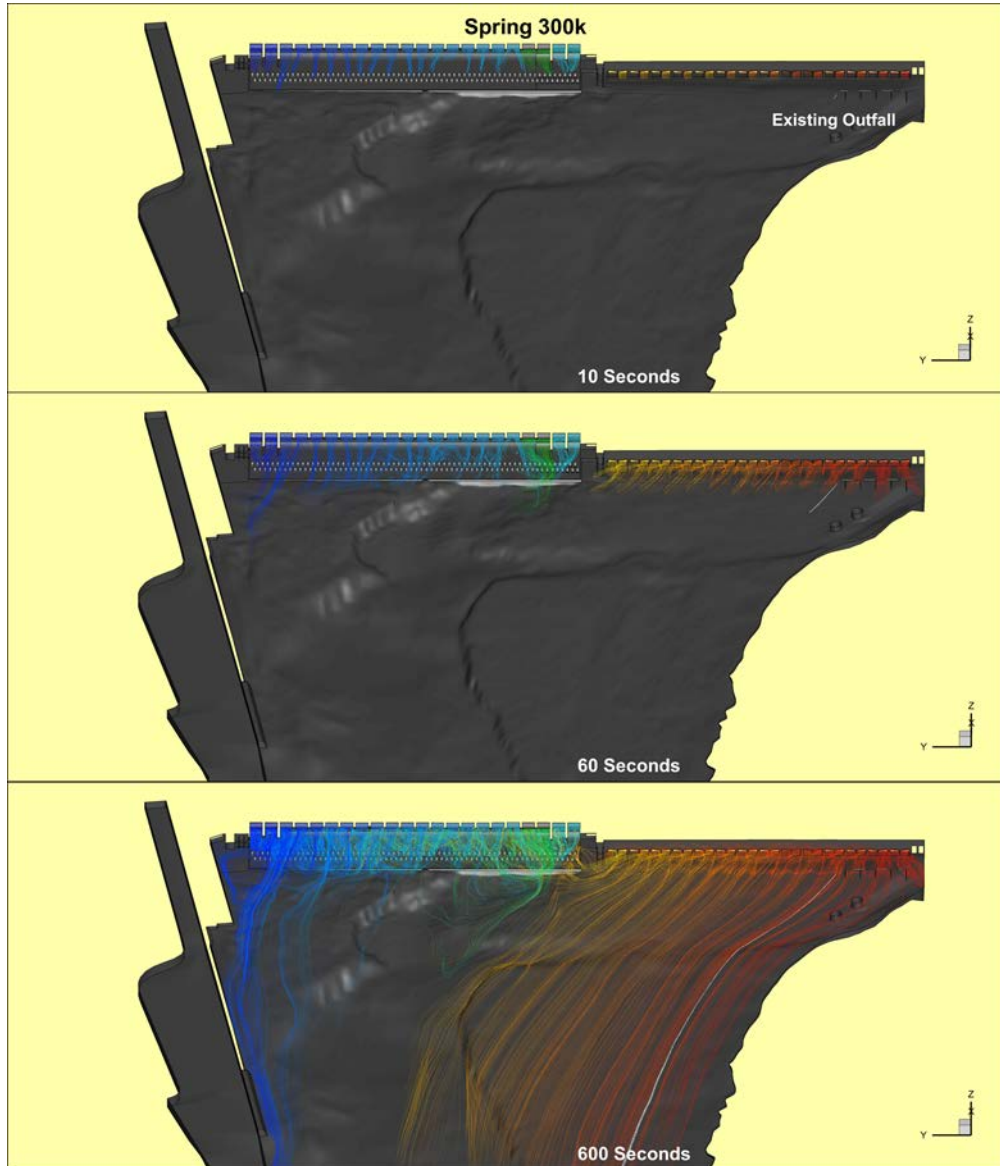 Spring 300k
Existing Outfall
Z
X
Y
10 Seconds
Z
X
Y
60 Seconds
Z
X
Y
600 Seconds